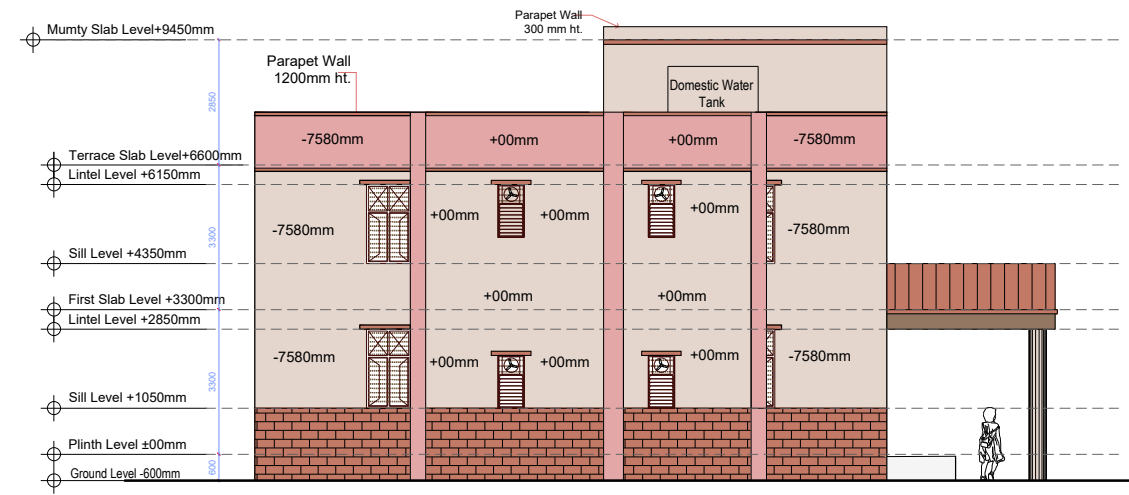 Parapet Wall
300 mm ht.
Mumty Slab Level+9450mm
Parapet Wall
1200mm ht.
Domestic Water
Tank
2850
-7580mm
+00mm
+00mm
-7580mm
Terrace Slab Level+6600mm
Lintel Level +6150mm
+00mm
+00mm
+00mm
-7580mm
-7580mm
3300
Sill Level +4350mm
First Slab Level +3300mm
+00mm
+00mm
Lintel Level +2850mm
-7580mm
+00mm
+00mm
+00mm
-7580mm
3300
Sill Level +1050mm
Plinth Level ±00mm
600
Ground Level -600mm